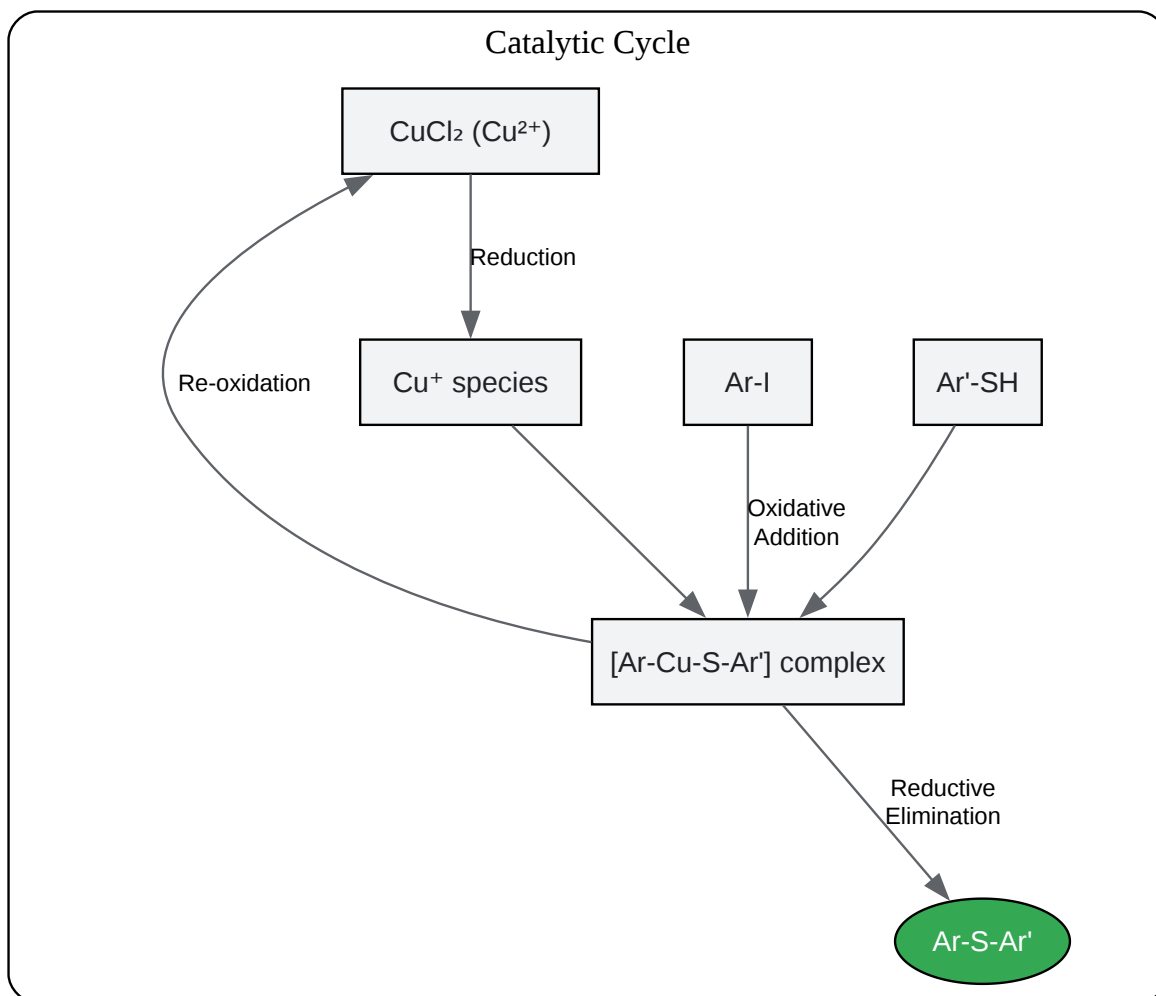 Catalytic Cycle
CuCl₂ (Cu²⁺)
Reduction
Re-oxidation
Cu⁺ species
Ar-I
Ar'-SH
Oxidative
Addition
[Ar-Cu-S-Ar'] complex
Reductive
Elimination
Ar-S-Ar'